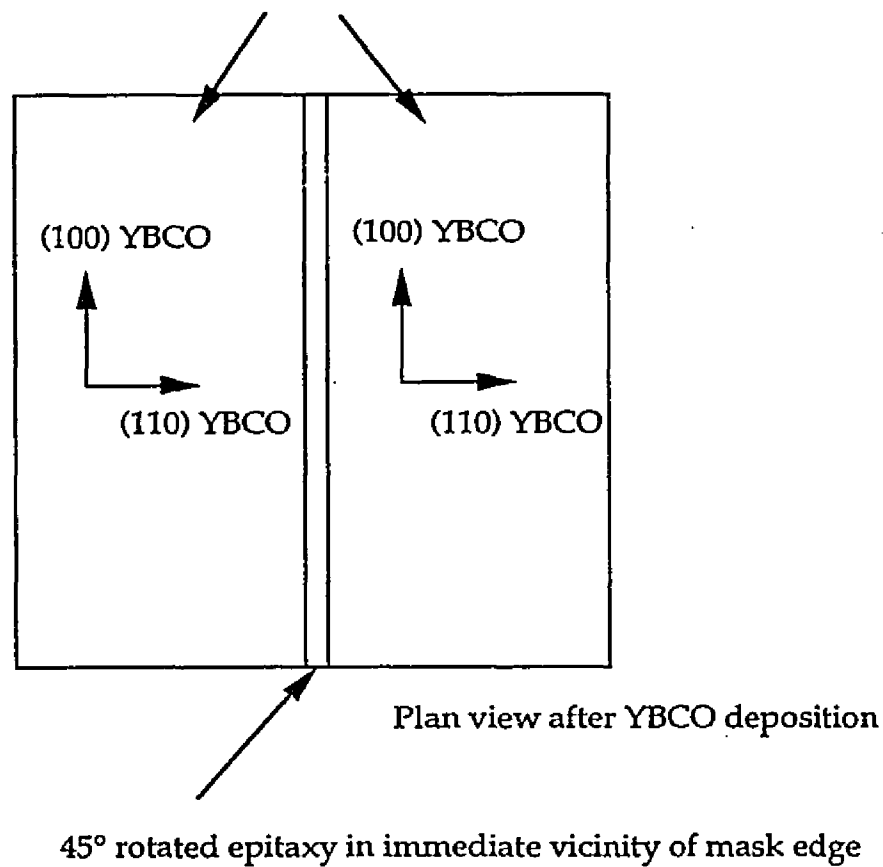 (100) YBCO
(100) YBCO
(110) YBCO
(110) YBCO
Plan view after YBCO deposition
45° rotated epitaxy in immediate vicinity of mask edge